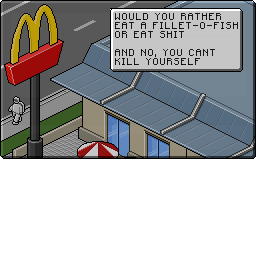 WOULD YOU RATHER
EAT A FILLET-O-FISH
OR EAT SHIT
AND NO, YOU CANT
KILL YOURSELF